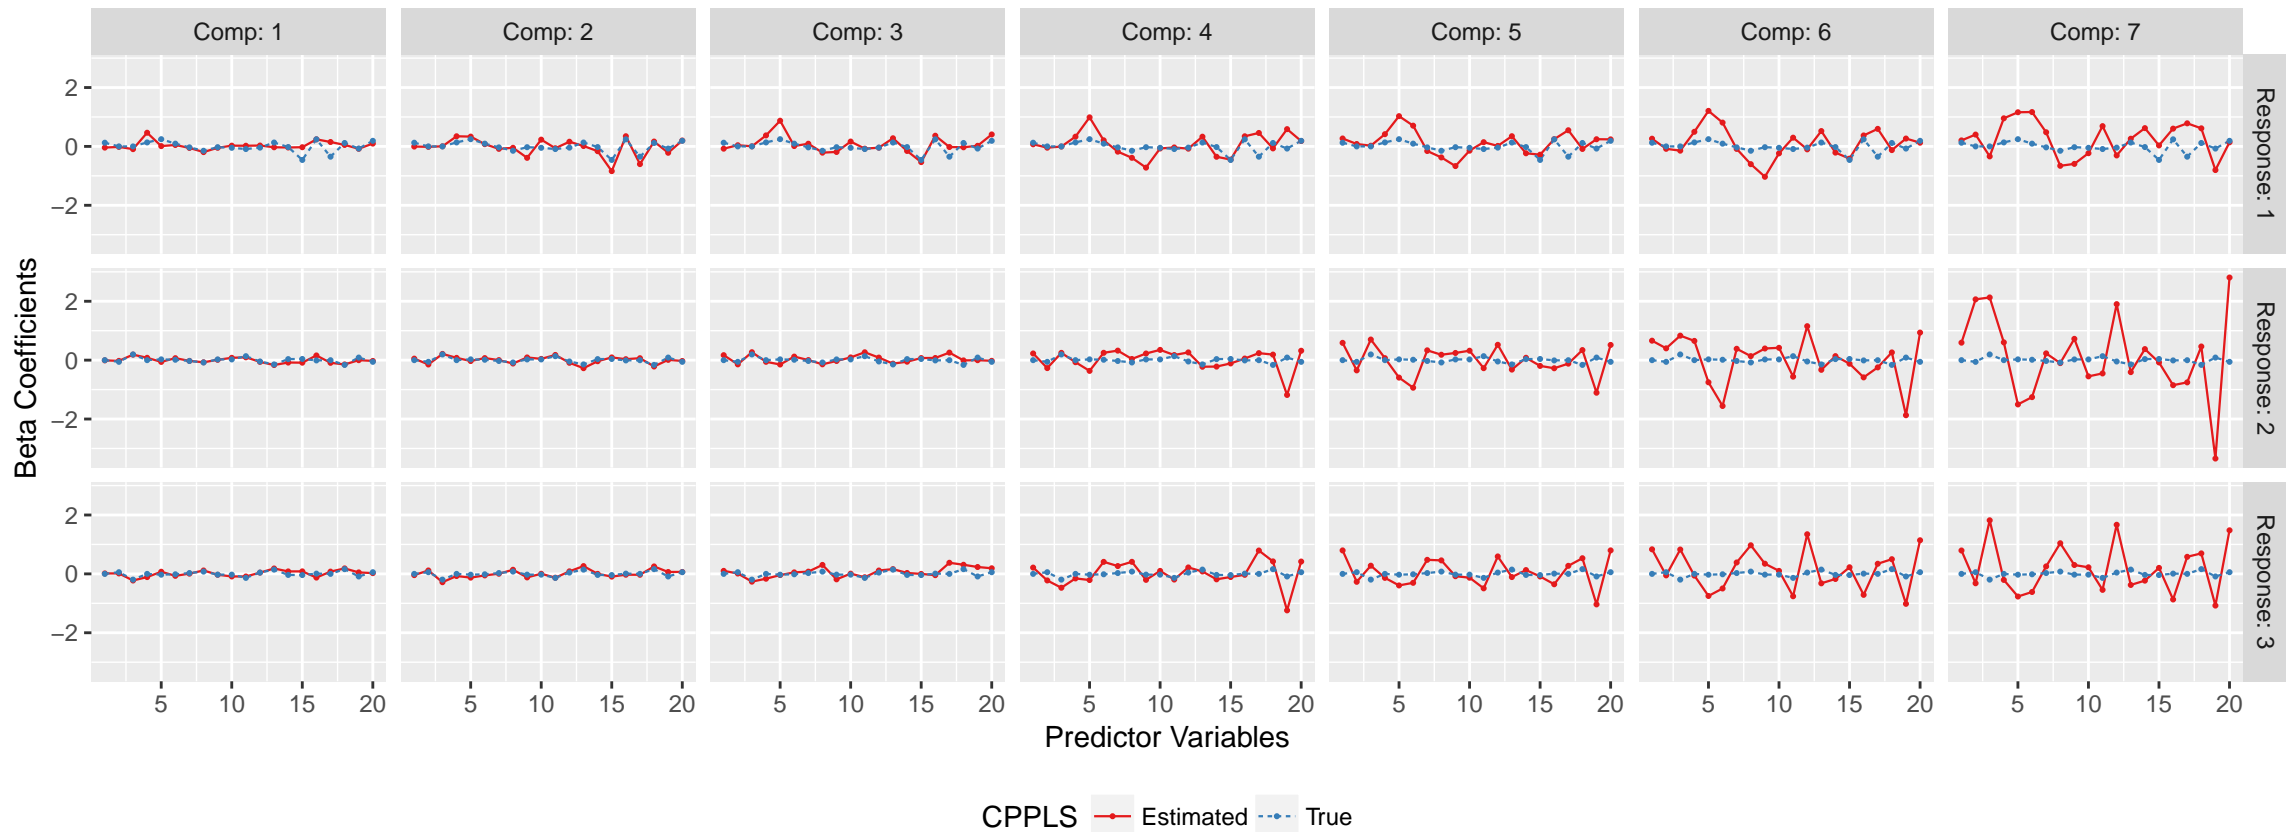 Comp: 1 Comp: 2 Comp: 3 Comp: 4 Comp: 5 Comp: 6 Comp: 7
Beta Coefficients
2
0
−2
Response: 1
2
0
−2
Response: 2
2
0
−2
Response: 3
5 10 15 20 5 10 15 20 5 10 15 20 5 10 15 20 5 10 15 20 5 10 15 20 5 10 15 20
Predictor Variables
CPPLS Estimated True